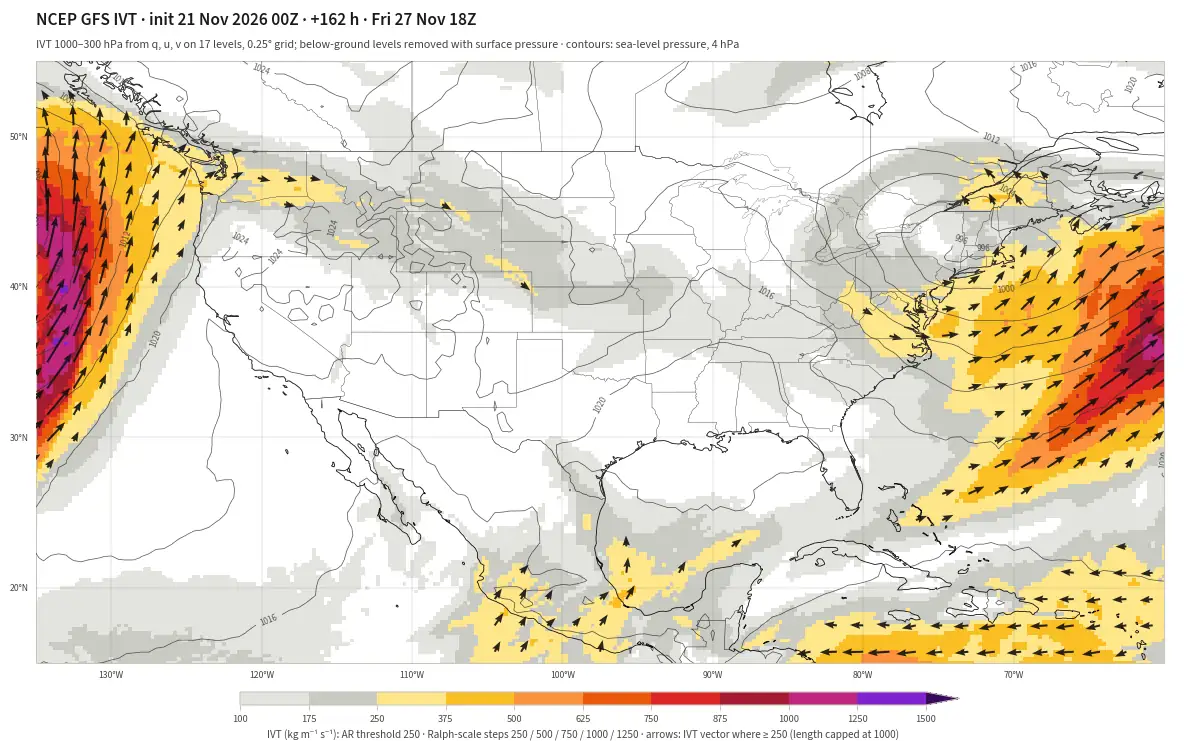 NCEP GFS IVT · init 21 Nov 2026 00Z · +162 h · Fri 27 Nov 18Z
IVT 1000–300 hPa from q, u, v on 17 levels, 0.25° grid; below-ground levels removed with surface pressure · contours: sea-level pressure, 4 hPa
1024
1008
1016
1020
50°N
1012
1024
1024
1024
1012
996
996
40°N
1000
1016
1020
1020
30°N
20°N
1016
130°W
120°W
110°W
100°W
90°W
80°W
70°W
100
175
250
375
500
625
750
875
1000
1250
1500
IVT (kg m⁻¹ s⁻¹): AR threshold 250 · Ralph-scale steps 250 / 500 / 750 / 1000 / 1250 · arrows: IVT vector where ≥ 250 (length capped at 1000)